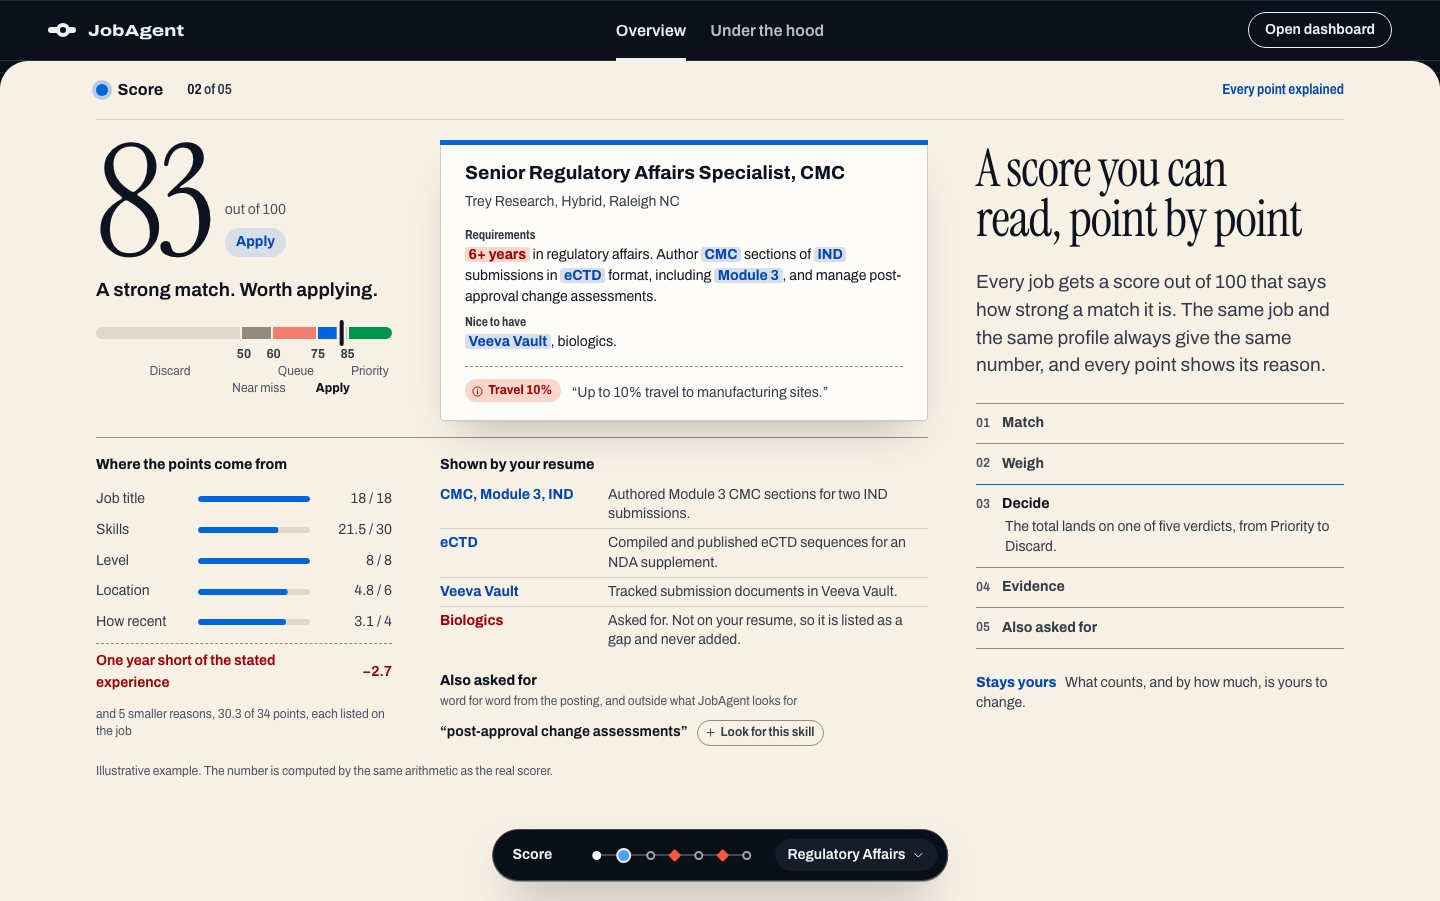 JobAgent
Overview
Under the hood
Open dashboard
Score
02 of 05
Every point explained
83
out of 100
Apply
A strong match. Worth applying.
50 60 75 85
Discard Queue Priority
Near miss Apply
Senior Regulatory Affairs Specialist, CMC
Trey Research, Hybrid, Raleigh NC
Requirements
6+ years in regulatory affairs. Author CMC sections of IND
submissions in eCTD format, including Module 3, and manage post-
approval change assessments.
Nice to have
Veeva Vault, biologics.
Travel 10% “Up to 10% travel to manufacturing sites.”
Where the points come from
Job title 18 / 18
Skills 21.5 / 30
Level 8 / 8
Location 4.8 / 6
How recent 3.1 / 4
One year short of the stated
experience −2.7
and 5 smaller reasons, 30.3 of 34 points, each listed on
the job
Shown by your resume
CMC, Module 3, IND Authored Module 3 CMC sections for two IND
submissions.
eCTD Compiled and published eCTD sequences for an
NDA supplement.
Veeva Vault Tracked submission documents in Veeva Vault.
Biologics Asked for. Not on your resume, so it is listed as a
gap and never added.
Also asked for
word for word from the posting, and outside what JobAgent looks for
“post-approval change assessments” + Look for this skill
Illustrative example. The number is computed by the same arithmetic as the real scorer.
A score you can
read, point by point
Every job gets a score out of 100 that says
how strong a match it is. The same job and
the same profile always give the same
number, and every point shows its reason.
01 Match
02 Weigh
03 Decide
The total lands on one of five verdicts, from Priority to
Discard.
04 Evidence
05 Also asked for
Stays yours What counts, and by how much, is yours to
change.
Score
Regulatory Affairs